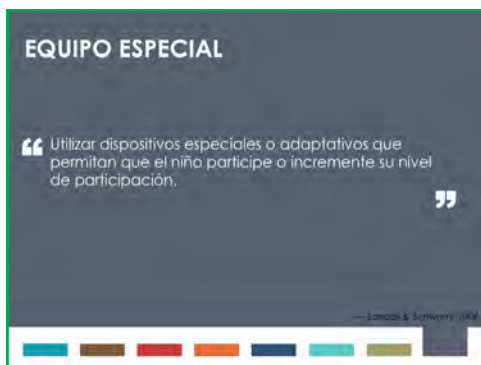 EQUIPO ESPECIAL
“ Utilizar dispositivos especiales o adaptativos que
permitan que el niño participe o incremente su nivel
de participación.
”
— Sandall & Schwartz, 2008